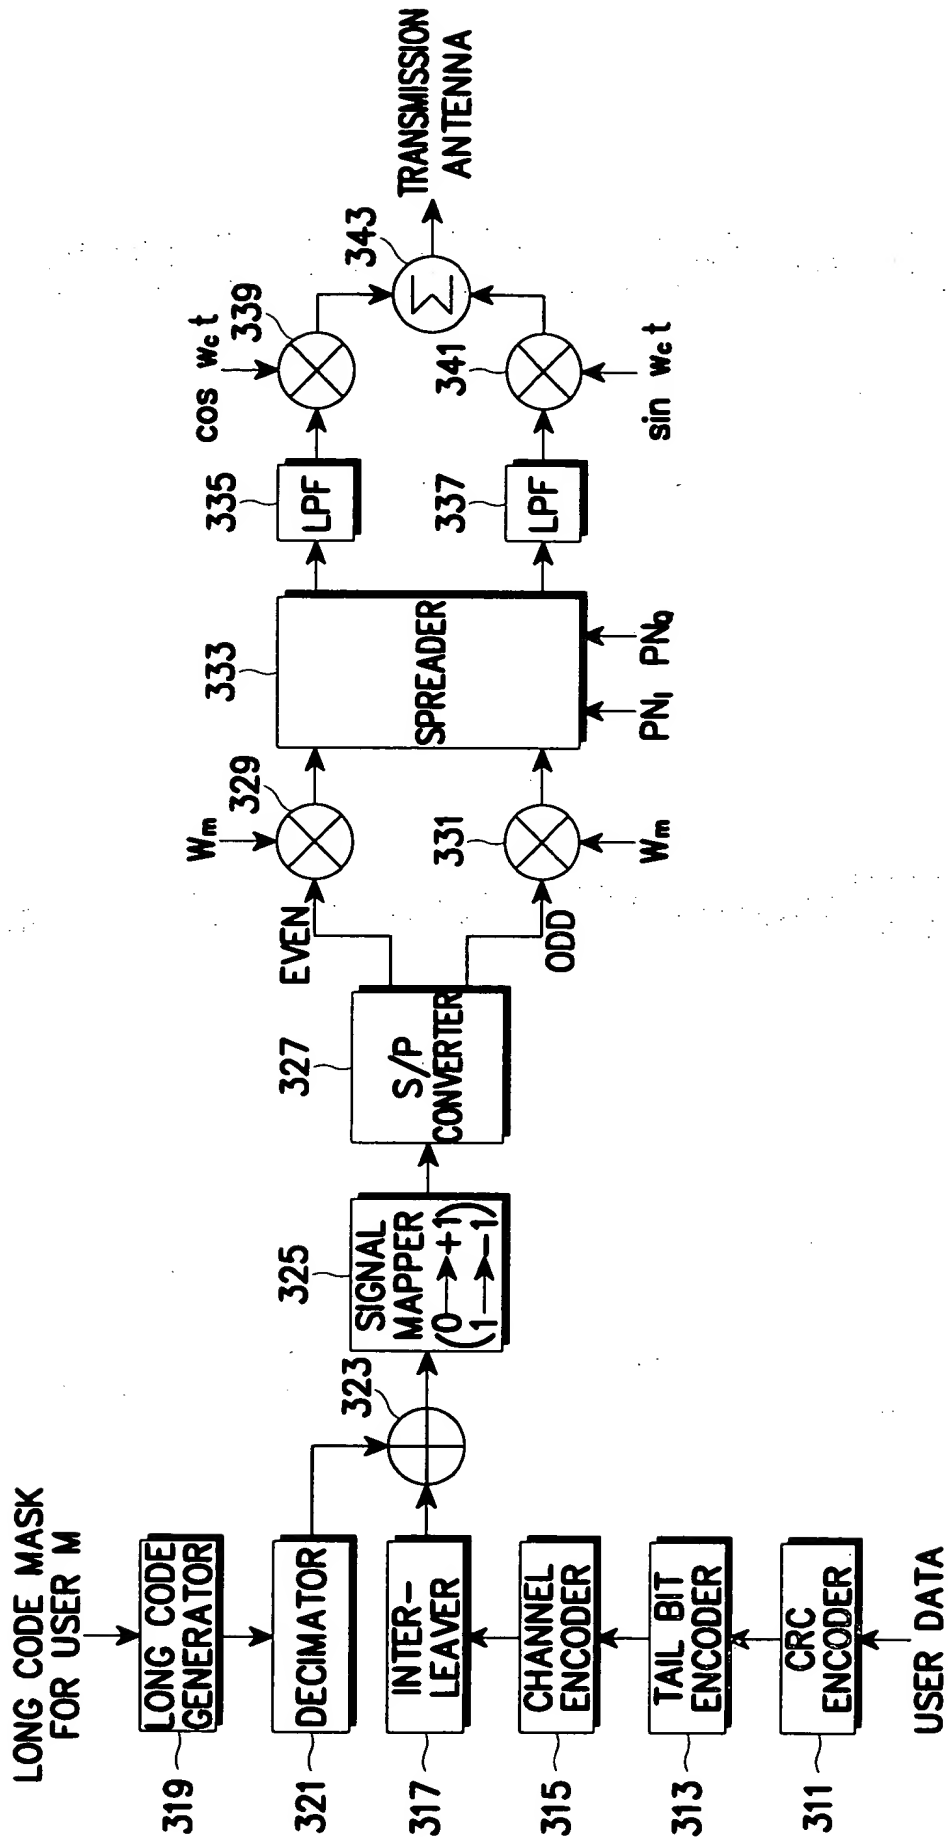 LONG CODE MASK
FOR USER M
319
LONG CODE
GENERATOR
321
DECIMATOR
317
INTER-
LEAVER
315
CHANNEL
ENCODER
313
TAIL BIT
ENCODER
311
CRC
ENCODER
USER DATA
323
325
SIGNAL
MAPPER
(0→+1)
(1→-1)
327
S/P
CONVERTER
EVEN
ODD
Wm
329
331
Wm
333
SPREADER
PNI
PNQ
335
LPF
337
LPF
cos wct
339
341
sin wct
343
TRANSMISSION
ANTENNA